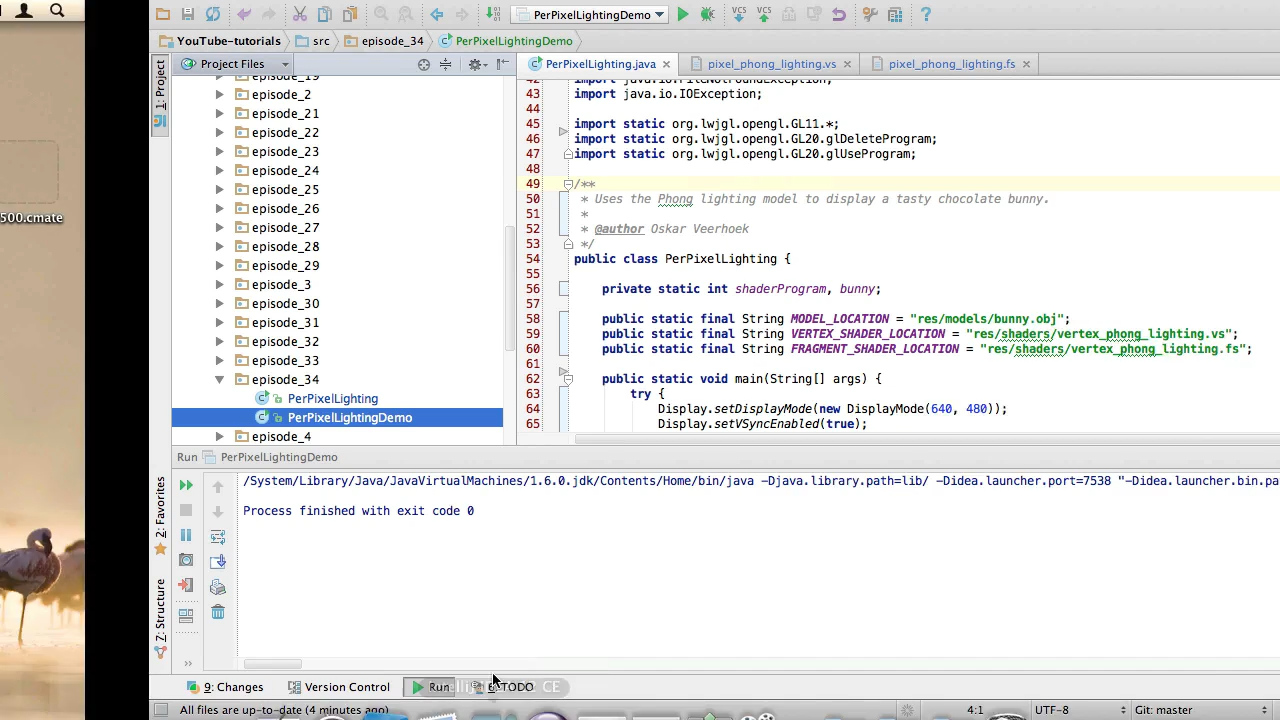 PerPixelLightingDemo
YouTube-tutorials
src
episode_34
PerPixelLightingDemo
1: Project
Project Files
PerPixelLighting.java
pixel_phong_lighting.vs
pixel_phong_lighting.fs
500.cmate
episode_19
episode_2
episode_21
episode_22
episode_23
episode_24
episode_25
episode_26
episode_27
episode_28
episode_29
episode_3
episode_30
episode_31
episode_32
episode_33
episode_34
PerPixelLighting
PerPixelLightingDemo
episode_4
42 import java.io.FileNotFoundException;
43 import java.io.IOException;
44
45 import static org.lwjgl.opengl.GL11.*;
46 import static org.lwjgl.opengl.GL20.glDeleteProgram;
47 import static org.lwjgl.opengl.GL20.glUseProgram;
48
49 /**
50 * Uses the Phong lighting model to display a tasty chocolate bunny.
51 *
52 * @author Oskar Veerhoek
53 */
54 public class PerPixelLighting {
55
56 private static int shaderProgram, bunny;
57
58 public static final String MODEL_LOCATION = "res/models/bunny.obj";
59 public static final String VERTEX_SHADER_LOCATION = "res/shaders/vertex_phong_lighting.vs";
60 public static final String FRAGMENT_SHADER_LOCATION = "res/shaders/vertex_phong_lighting.fs";
61
62 public static void main(String[] args) {
63 try {
64 Display.setDisplayMode(new DisplayMode(640, 480));
65 Display.setVSyncEnabled(true);
Run PerPixelLightingDemo
/System/Library/Java/JavaVirtualMachines/1.6.0.jdk/Contents/Home/bin/java -Djava.library.path=lib/ -Didea.launcher.port=7538 "-Didea.launcher.bin.pa
Process finished with exit code 0
2: Favorites
7: Structure
9: Changes
Version Control
Run
TODO
CE
All files are up-to-date (4 minutes ago)
4:1
UTF-8
Git: master